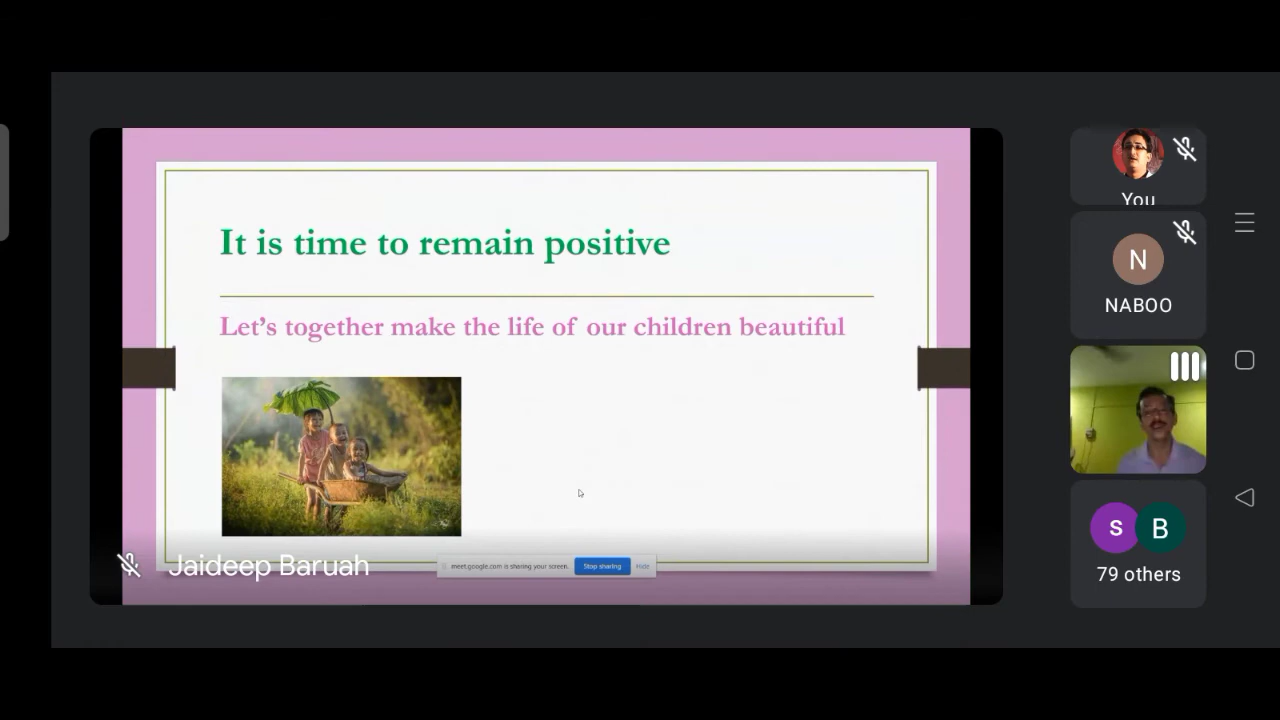 It is time to remain positive
Let's together make the life of our children beautiful
Jaideep Baruah
meet.google.com is sharing your screen.
Stop sharing
Hide
You
N
NABOO
S
B
79 others